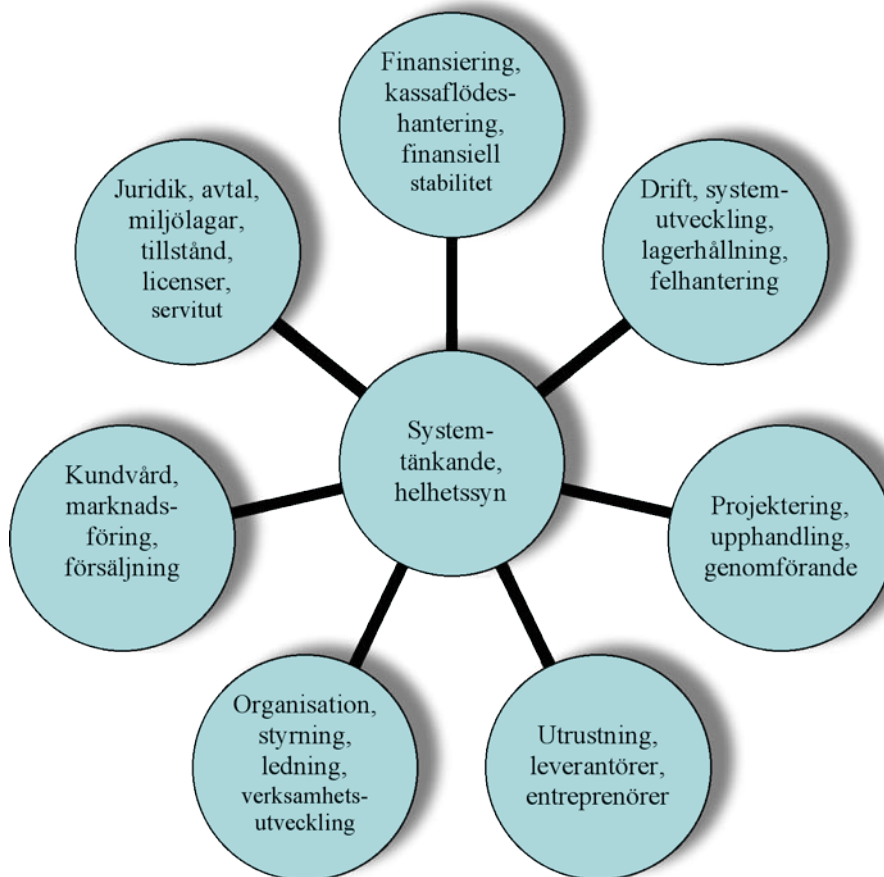 Finansiering,
kassaflödes-
hantering,
finansiell
stabilitet
Juridik, avtal,
miljölagar,
tillstånd,
licenser,
servitut
Drift, system-
utveckling,
lagerhållning,
felhantering
System-
tänkande,
helhetssyn
Kundvård,
marknads-
föring,
försäljning
Projektering,
upphandling,
genomförande
Organisation,
styrning,
ledning,
verksamhets-
utveckling
Utrustning,
leverantörer,
entreprenörer